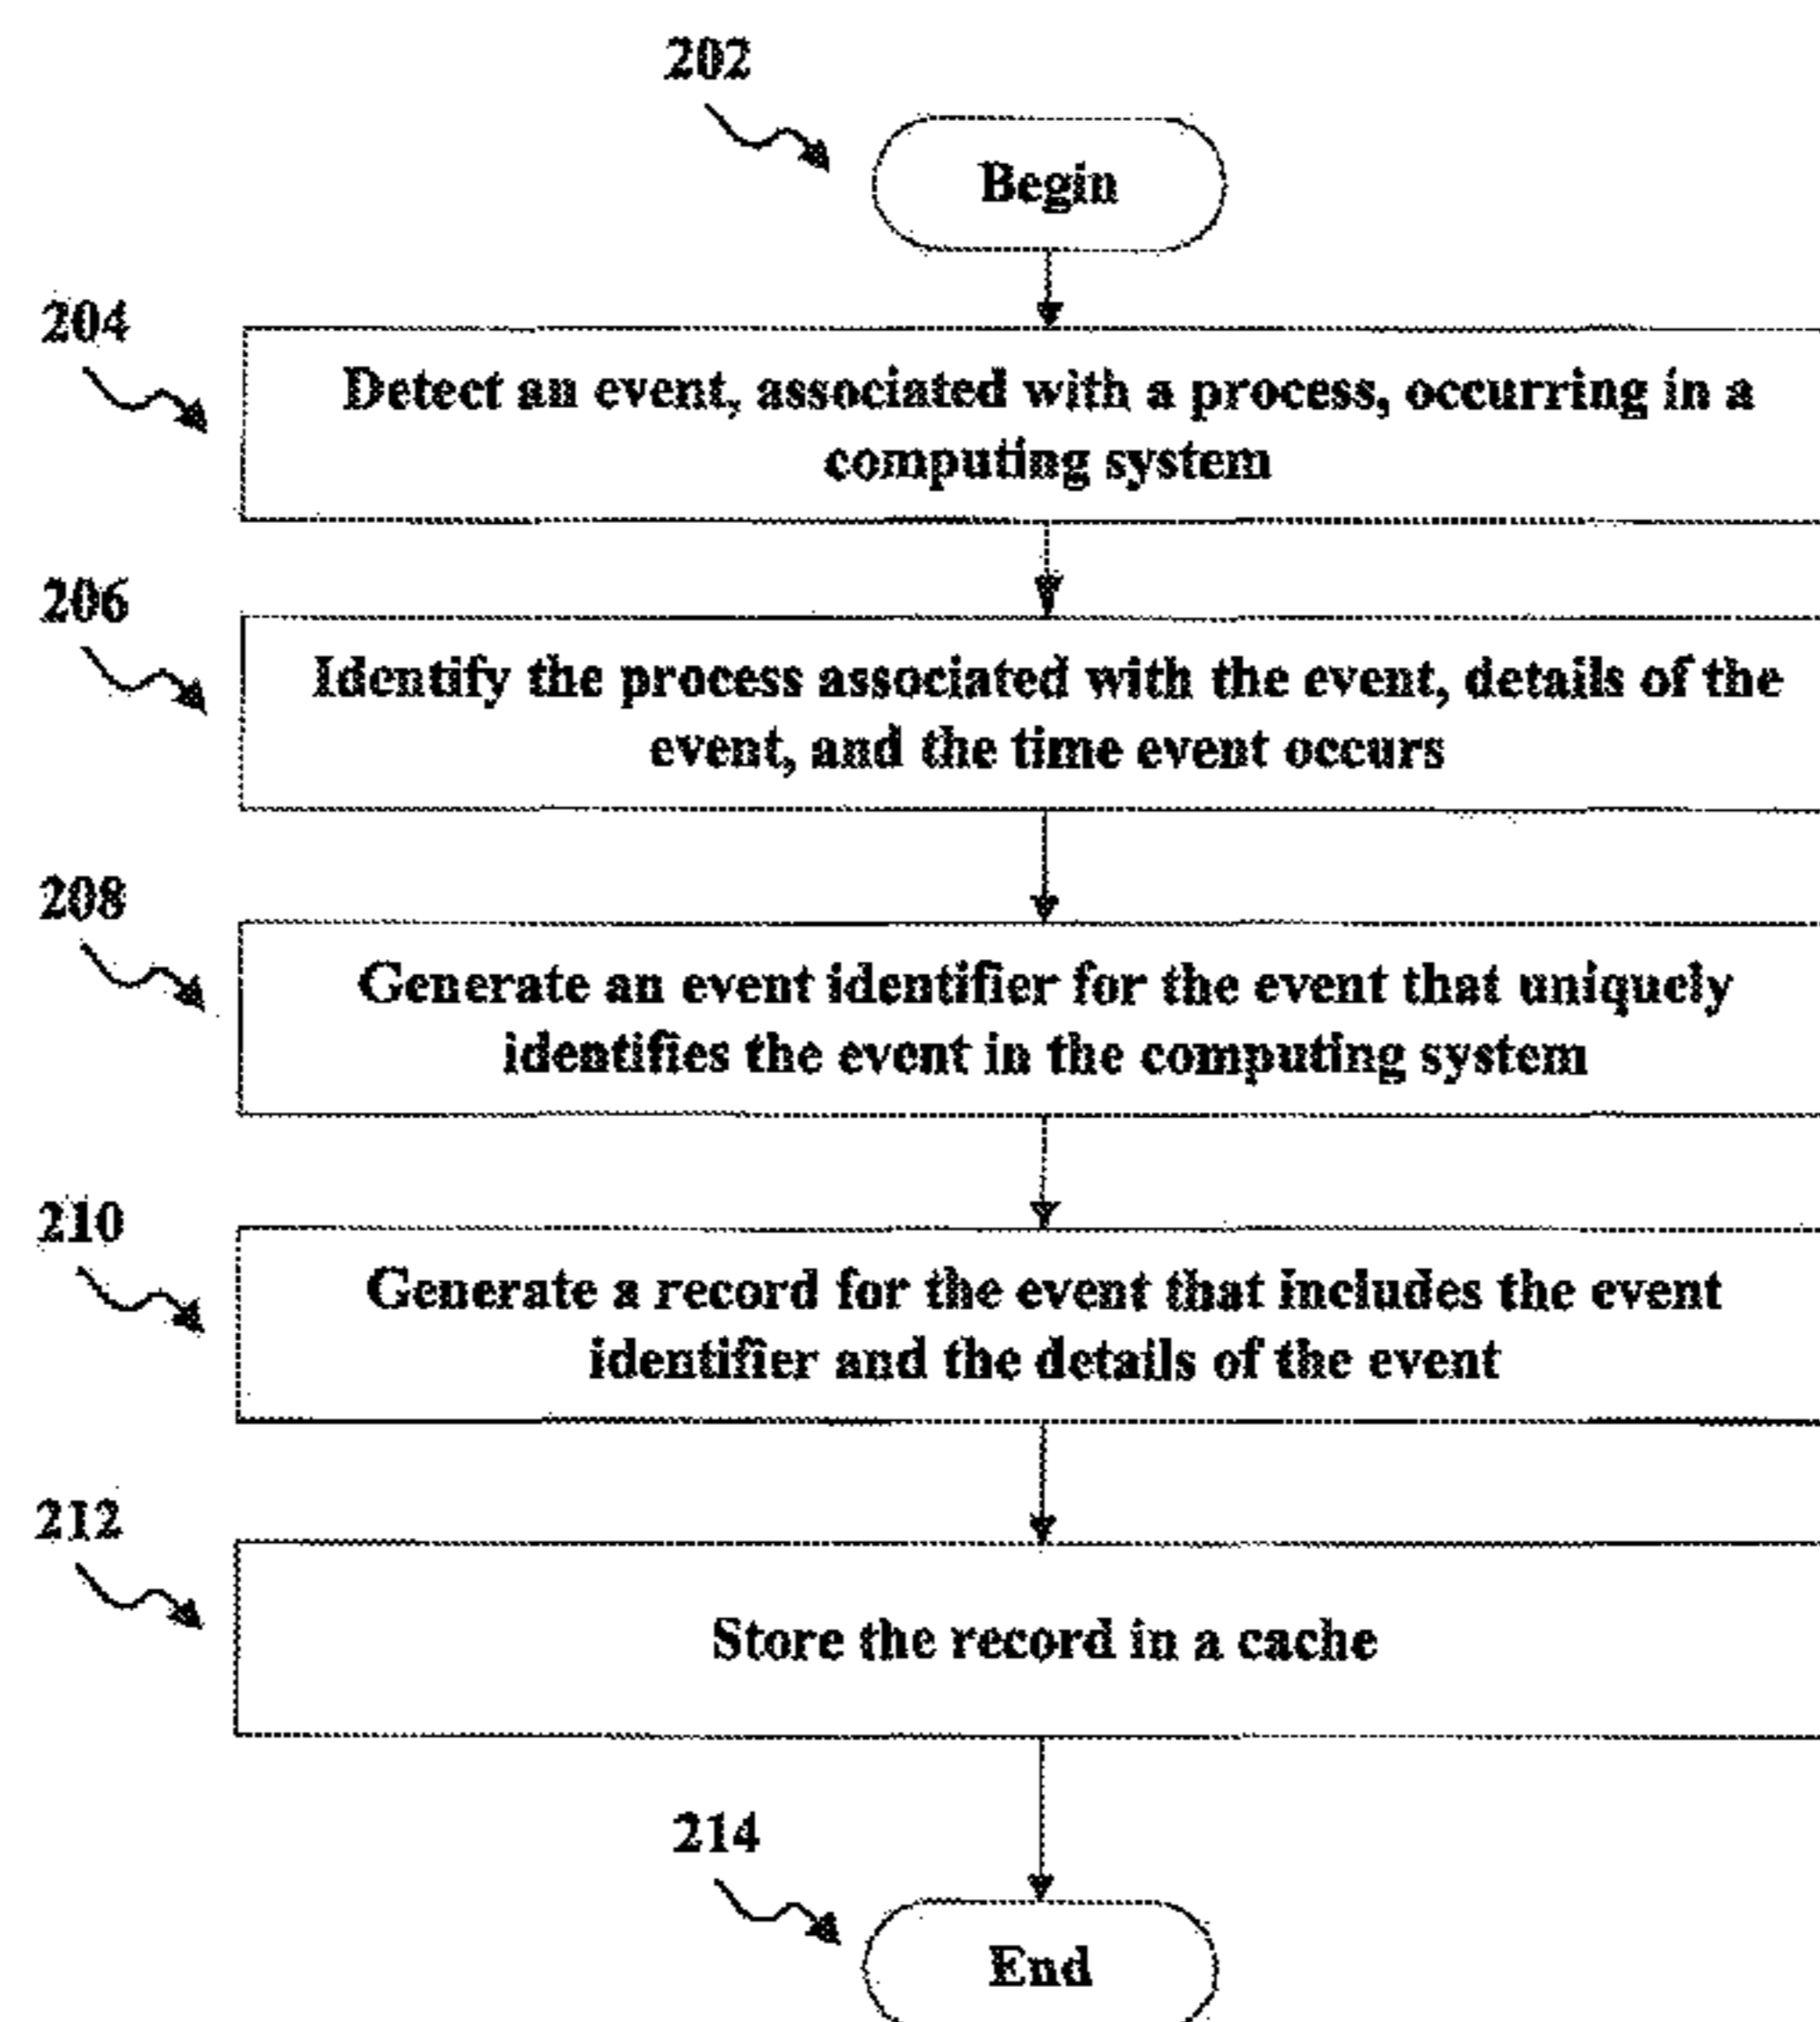 202
Begin
204
Detect an event, associated with a process, occurring in a
computing system
206
Identify the process associated with the event, details of the
event, and the time event occurs
208
Generate an event identifier for the event that uniquely
identifies the event in the computing system
210
Generate a record for the event that includes the event
identifier and the details of the event
212
Store the record in a cache
214
End